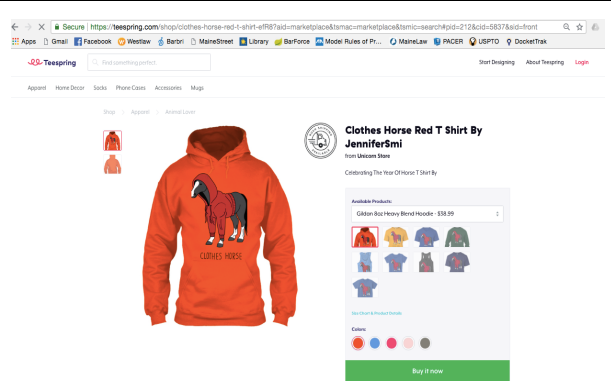 Secure https://teespring.com/shop/clothes-horse-red-t-shirt-efR8?aid=marketplace&tsmac=marketplace&tsmic=search#pid=212&cid=5837&sid=front
Apps Gmail Facebook Westlaw Barbri MaineStreet Library BarForce Model Rules of Pr... MaineLaw PACER USPTO DocketTrak
Teespring Find something perfect Start Designing About Teespring Login
Apparel Home Decor Socks Phone Cases Accessories Mugs
Shop Apparel Animal Lover
Clothes Horse Red T Shirt By
JenniferSmi
from Unicorn Store
Celebrating The Year Of Horse T Shirt By
Available Products:
Gildan 8oz Heavy Blend Hoodie - $38.99
CLOTHES HORSE
Size Chart & Product Details
Colors:
Buy it now